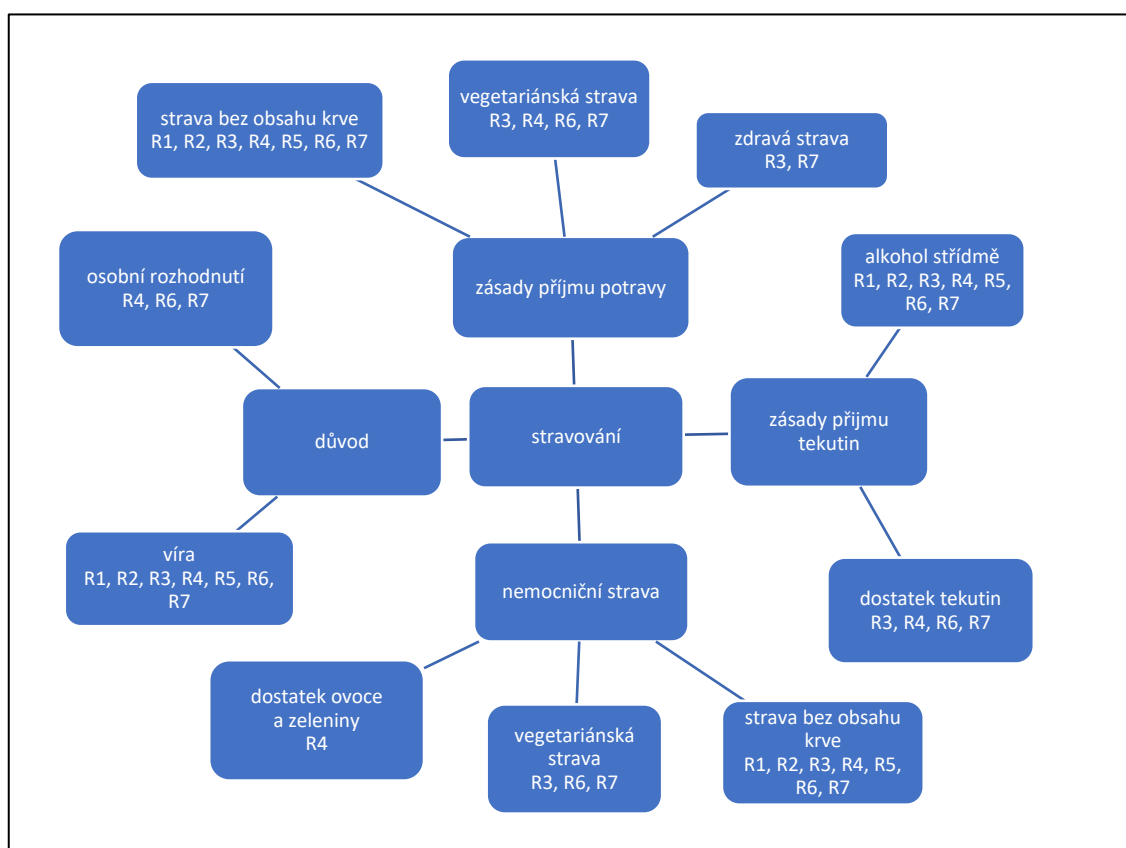 vegetariánská strava
R3, R4, R6, R7
strava bez obsahu krve
R1, R2, R3, R4, R5, R6, R7
zdravá strava
R3, R7
osobní rozhodnutí
R4, R6, R7
zásady příjmu potravy
alkohol střídmě
R1, R2, R3, R4, R5,
R6, R7
důvod
stravování
zásady přijmu
tekutin
víra
R1, R2, R3, R4, R5, R6,
R7
nemocniční strava
dostatek tekutin
R3, R4, R6, R7
dostatek ovoce
a zeleniny
R4
vegetariánská
strava
R3, R6, R7
strava bez obsahu
krve
R1, R2, R3, R4, R5,
R6, R7